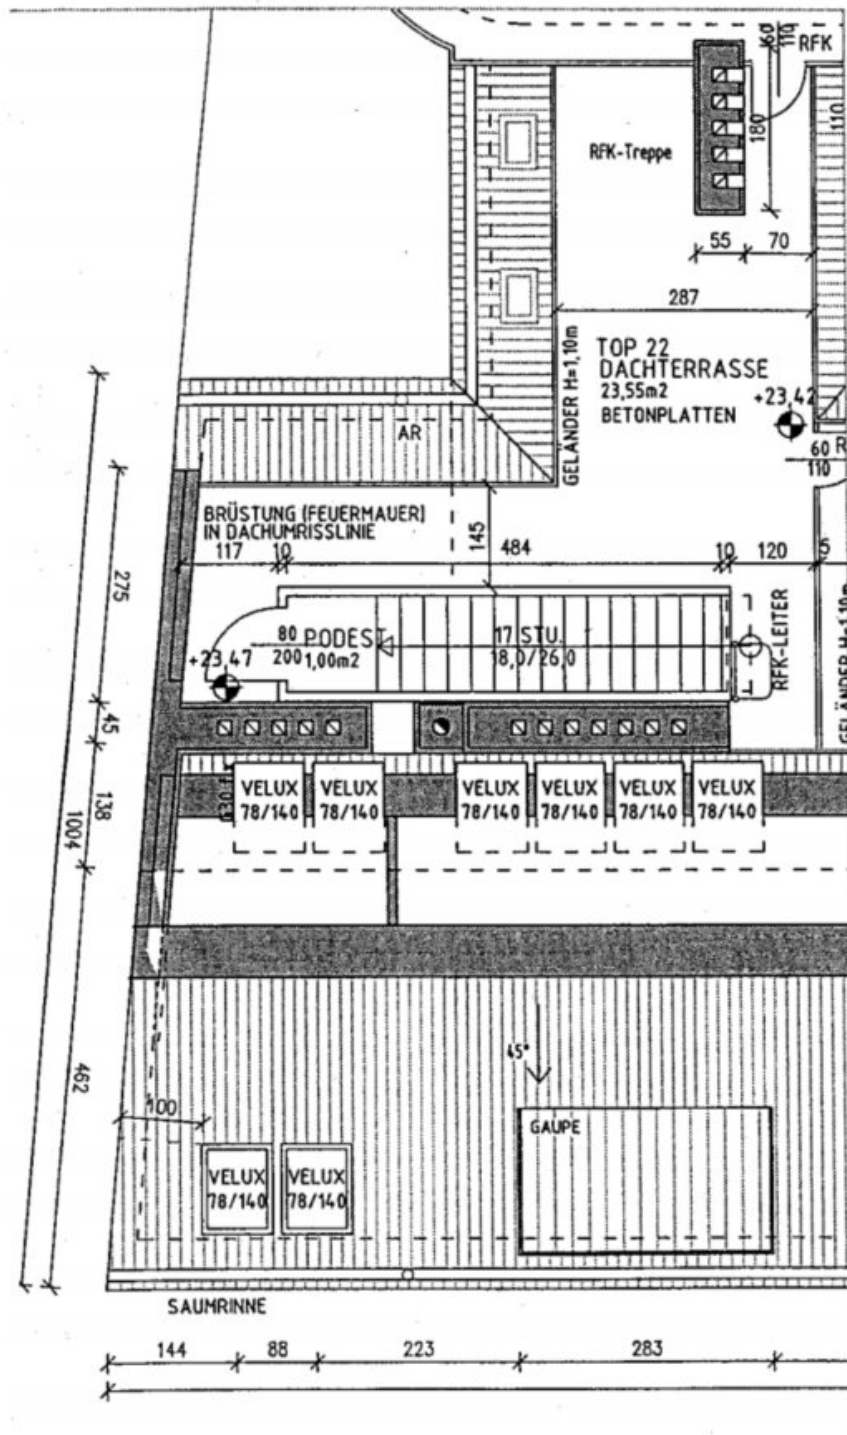 60
110
RFK
110
RFK-Treppe
180
55
70
287
GELÄNDER H=1,10m
TOP 22
DACHTERRASSE
23,55m2
BETONPLATTEN
+23,42
AR
60
110
R
BRÜSTUNG (FEUERMAUER)
IN DACHUMRISSLINIE
117
10
145
484
10
120
5
275
80
200
PODEST
1,00m2
17 STU.
18,0/26,0
RFK-LEITER
GELÄNDER H=1,10m
+23,47
45
138
1004
VELUX
78/140
VELUX
78/140
VELUX
78/140
VELUX
78/140
VELUX
78/140
VELUX
78/140
462
45°
100
GAUPE
VELUX
78/140
VELUX
78/140
SAUMRINNE
144
88
223
283